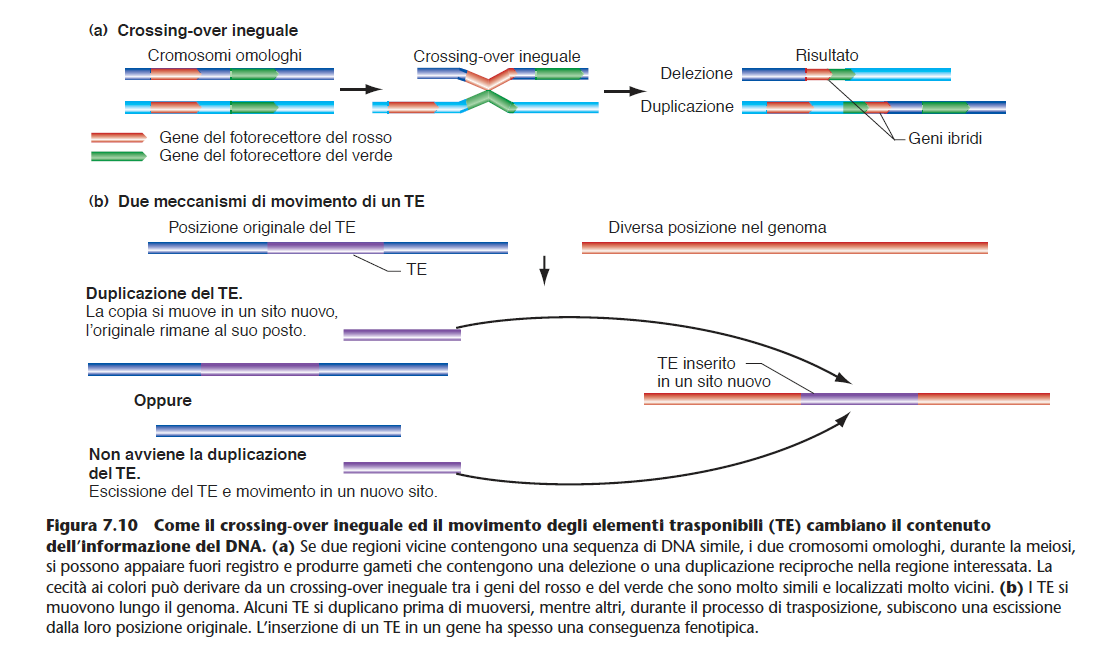 (a) Crossing-over ineguale
Cromosomi omologhi
Crossing-over ineguale
Risultato
Delezione
Duplicazione
Geni ibridi
Gene del fotorecettore del rosso
Gene del fotorecettore del verde
(b) Due meccanismi di movimento di un TE
Posizione originale del TE
Diversa posizione nel genoma
TE
Duplicazione del TE.
La copia si muove in un sito nuovo,
l'originale rimane al suo posto.
TE inserito
in un sito nuovo
Oppure
Non avviene la duplicazione
del TE.
Escissione del TE e movimento in un nuovo sito.
Figura 7.10 Come il crossing-over ineguale ed il movimento degli elementi trasponibili (TE) cambiano il contenuto
dell'informazione del DNA. (a) Se due regioni vicine contengono una sequenza di DNA simile, i due cromosomi omologhi, durante la meiosi,
si possono appaiare fuori registro e produrre gameti che contengono una delezione o una duplicazione reciproche nella regione interessata. La
cecità ai colori può derivare da un crossing-over ineguale tra i geni del rosso e del verde che sono molto simili e localizzati molto vicini. (b) I TE si
muovono lungo il genoma. Alcuni TE si duplicano prima di muoversi, mentre altri, durante il processo di trasposizione, subiscono una escissione
dalla loro posizione originale. L'inserzione di un TE in un gene ha spesso una conseguenza fenotipica.